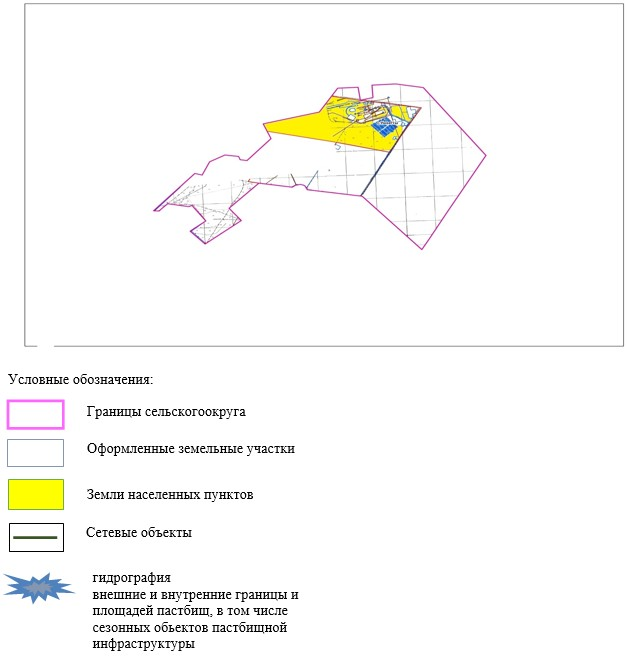 Условные обозначения:
Границы сельскогоокруга
Оформленные земельные участки
Земли населенных пунктов
Сетевые объекты
гидрография
внешние и внутренние границы и
площадей пастбищ, в том числе
сезонных обьектов пастбищной
инфраструктуры